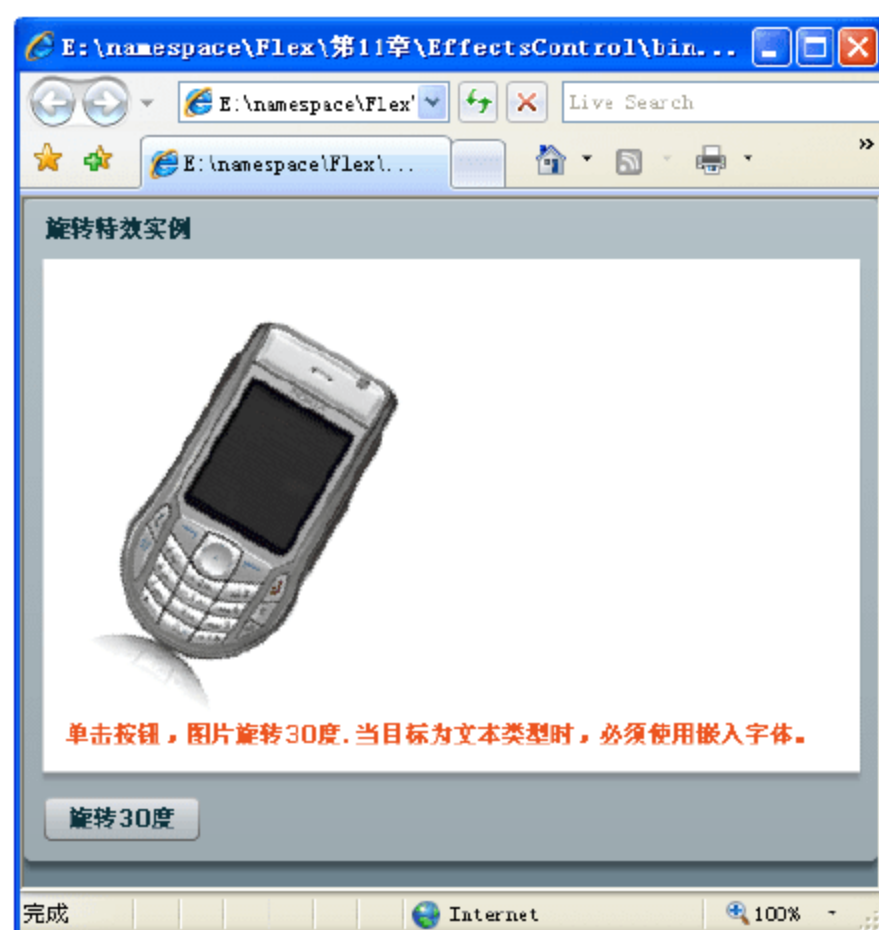 E:\namespace\Flex\第11章\EffectsControl\bin...
E:\namespace\Flex'
Live Search
E:\namespace\Flex\...
旋转特效实例
单击按钮，图片旋转30度.当目标为文本类型时，必须使用嵌入字体。
旋转30度
完成
Internet
100%